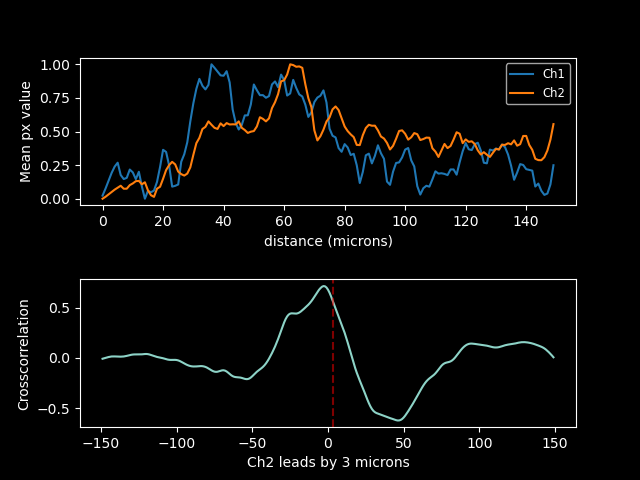 1.00
0.75
0.50
0.25
0.00
Mean px value
Ch1
Ch2
0 20 40 60 80 100 120 140
distance (microns)
0.5
0.0
−0.5
Crosscorrelation
−150 −100 −50 0 50 100 150
Ch2 leads by 3 microns